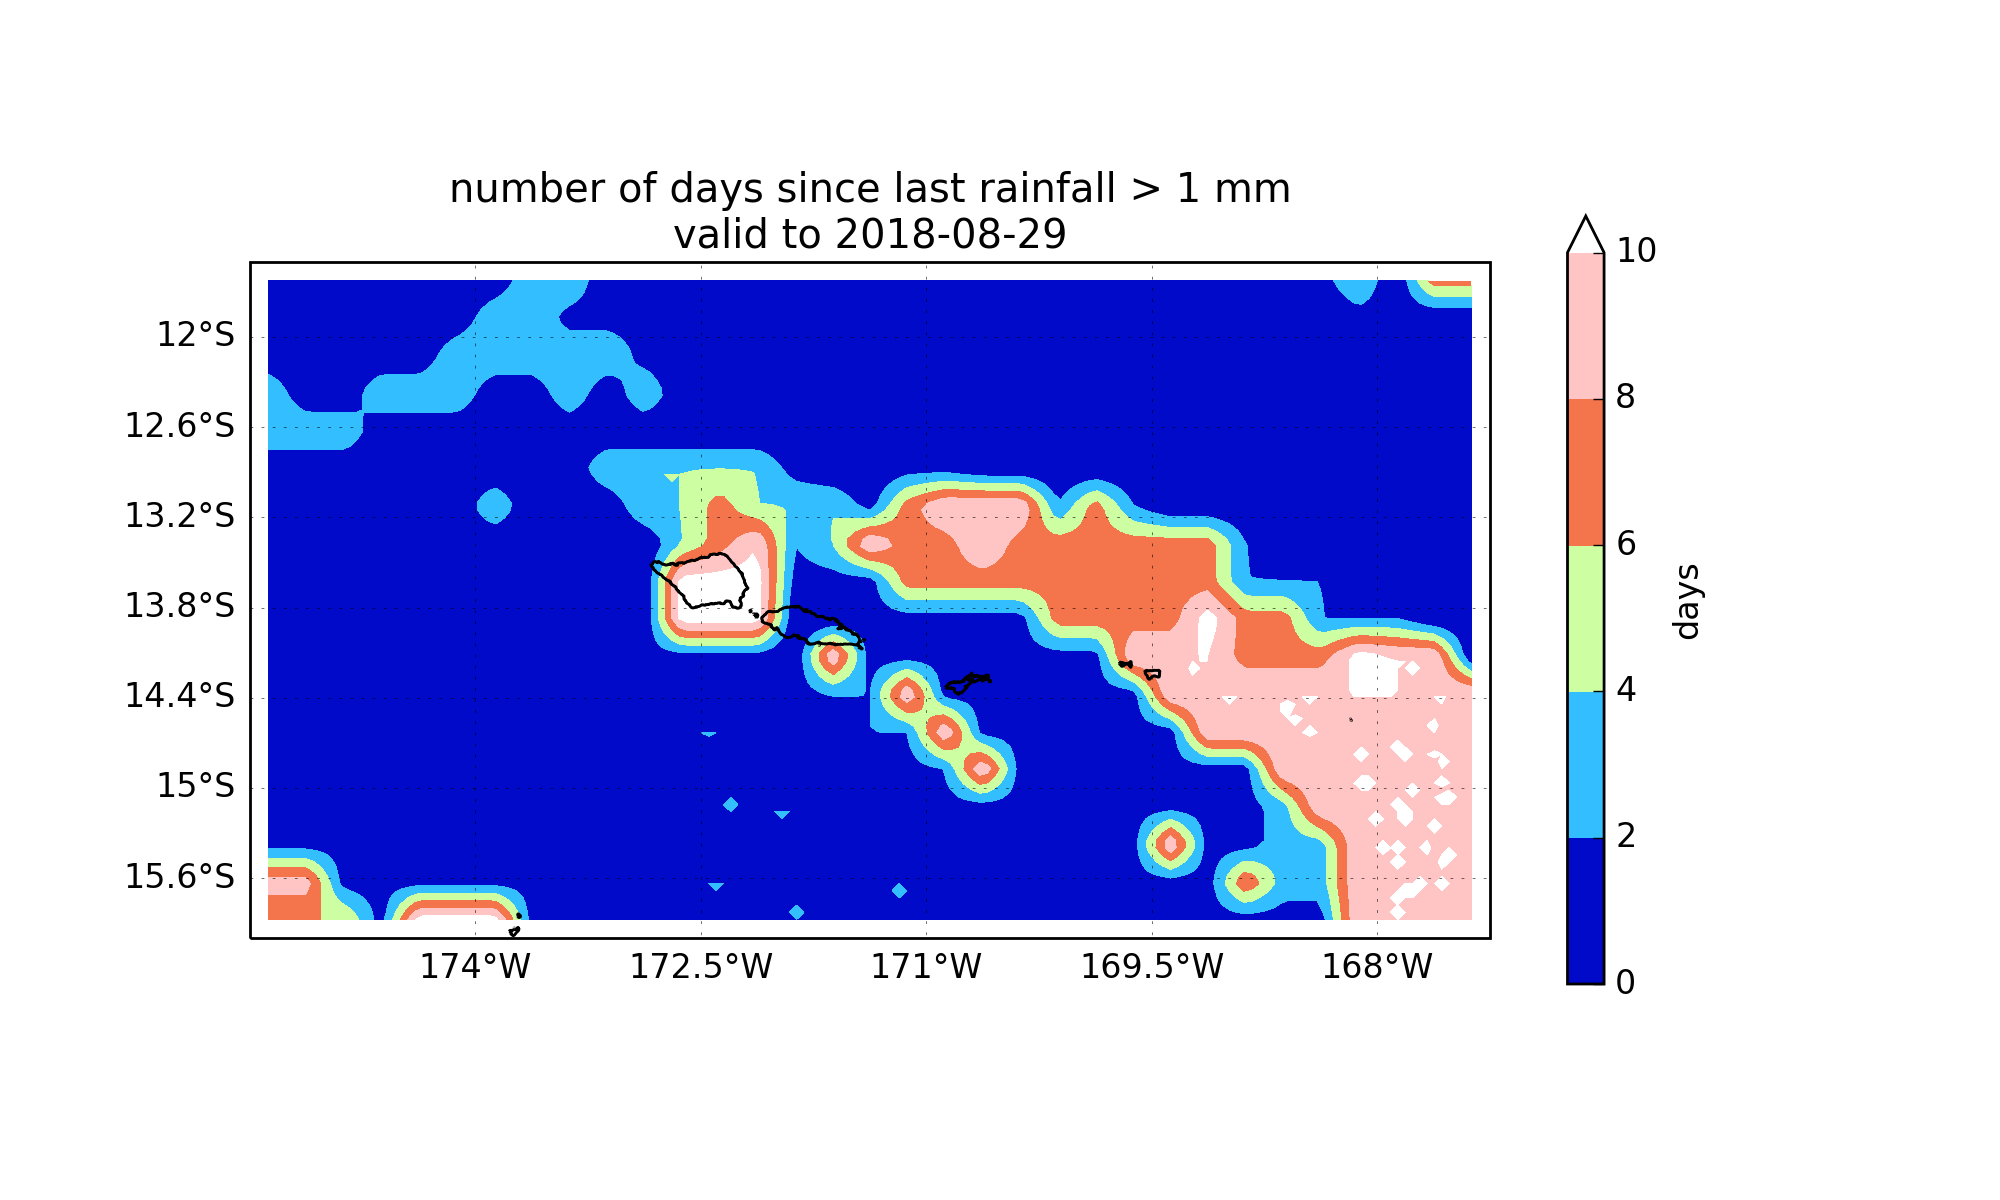 number of days since last rainfall > 1 mm
valid to 2018-08-29
12°S
12.6°S
13.2°S
13.8°S
14.4°S
15°S
15.6°S
174°W
172.5°W
171°W
169.5°W
168°W
10
8
6
4
2
0
days